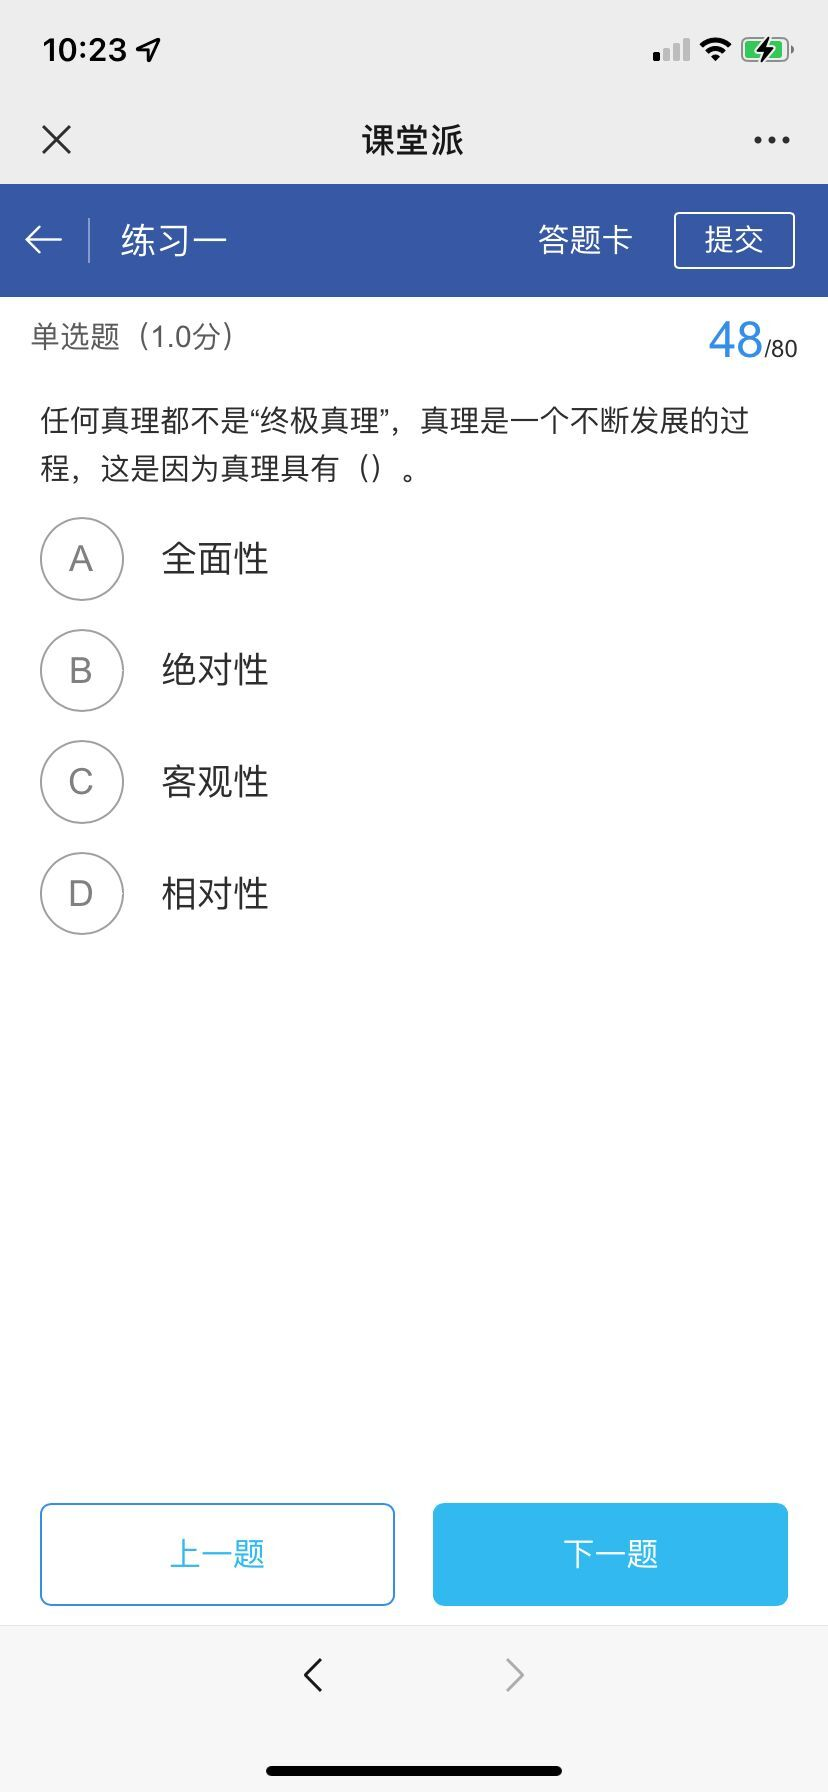 10:23
课堂派
练习一
答题卡
提交
单选题（1.0分）
48/80
任何真理都不是“终极真理”，真理是一个不断发展的过
程，这是因为真理具有（）。
A 全面性
B 绝对性
C 客观性
D 相对性
上一题
下一题